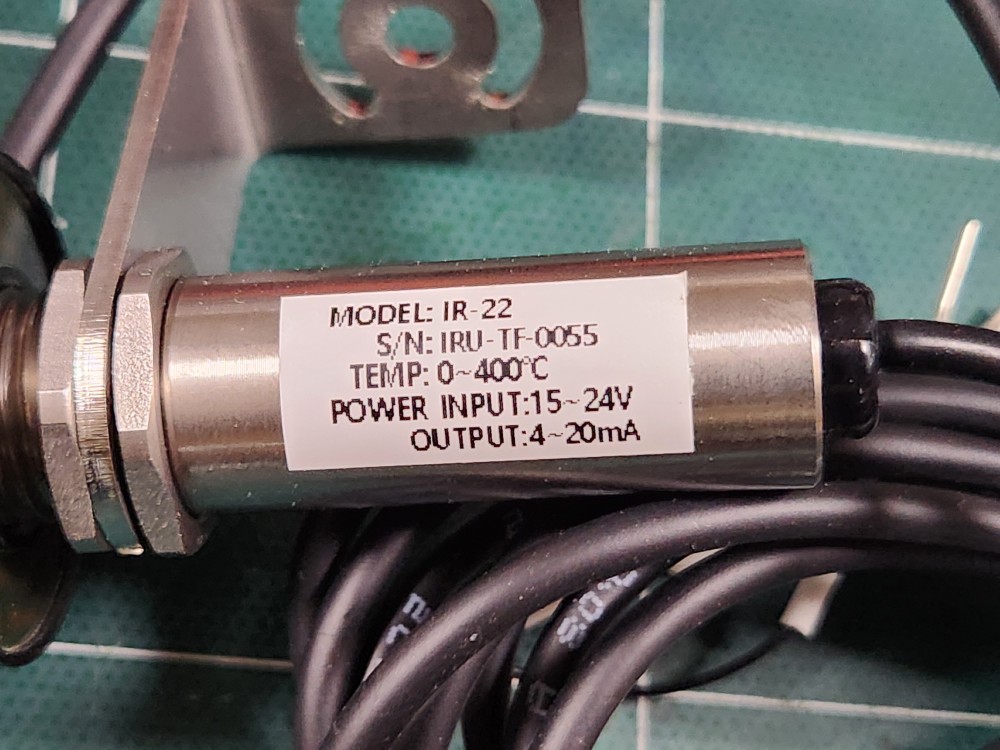 MODEL: IR-22
S/N: IRU-TF-0055
TEMP: 0~400°C
POWER INPUT:15~24V
OUTPUT:4~20mA